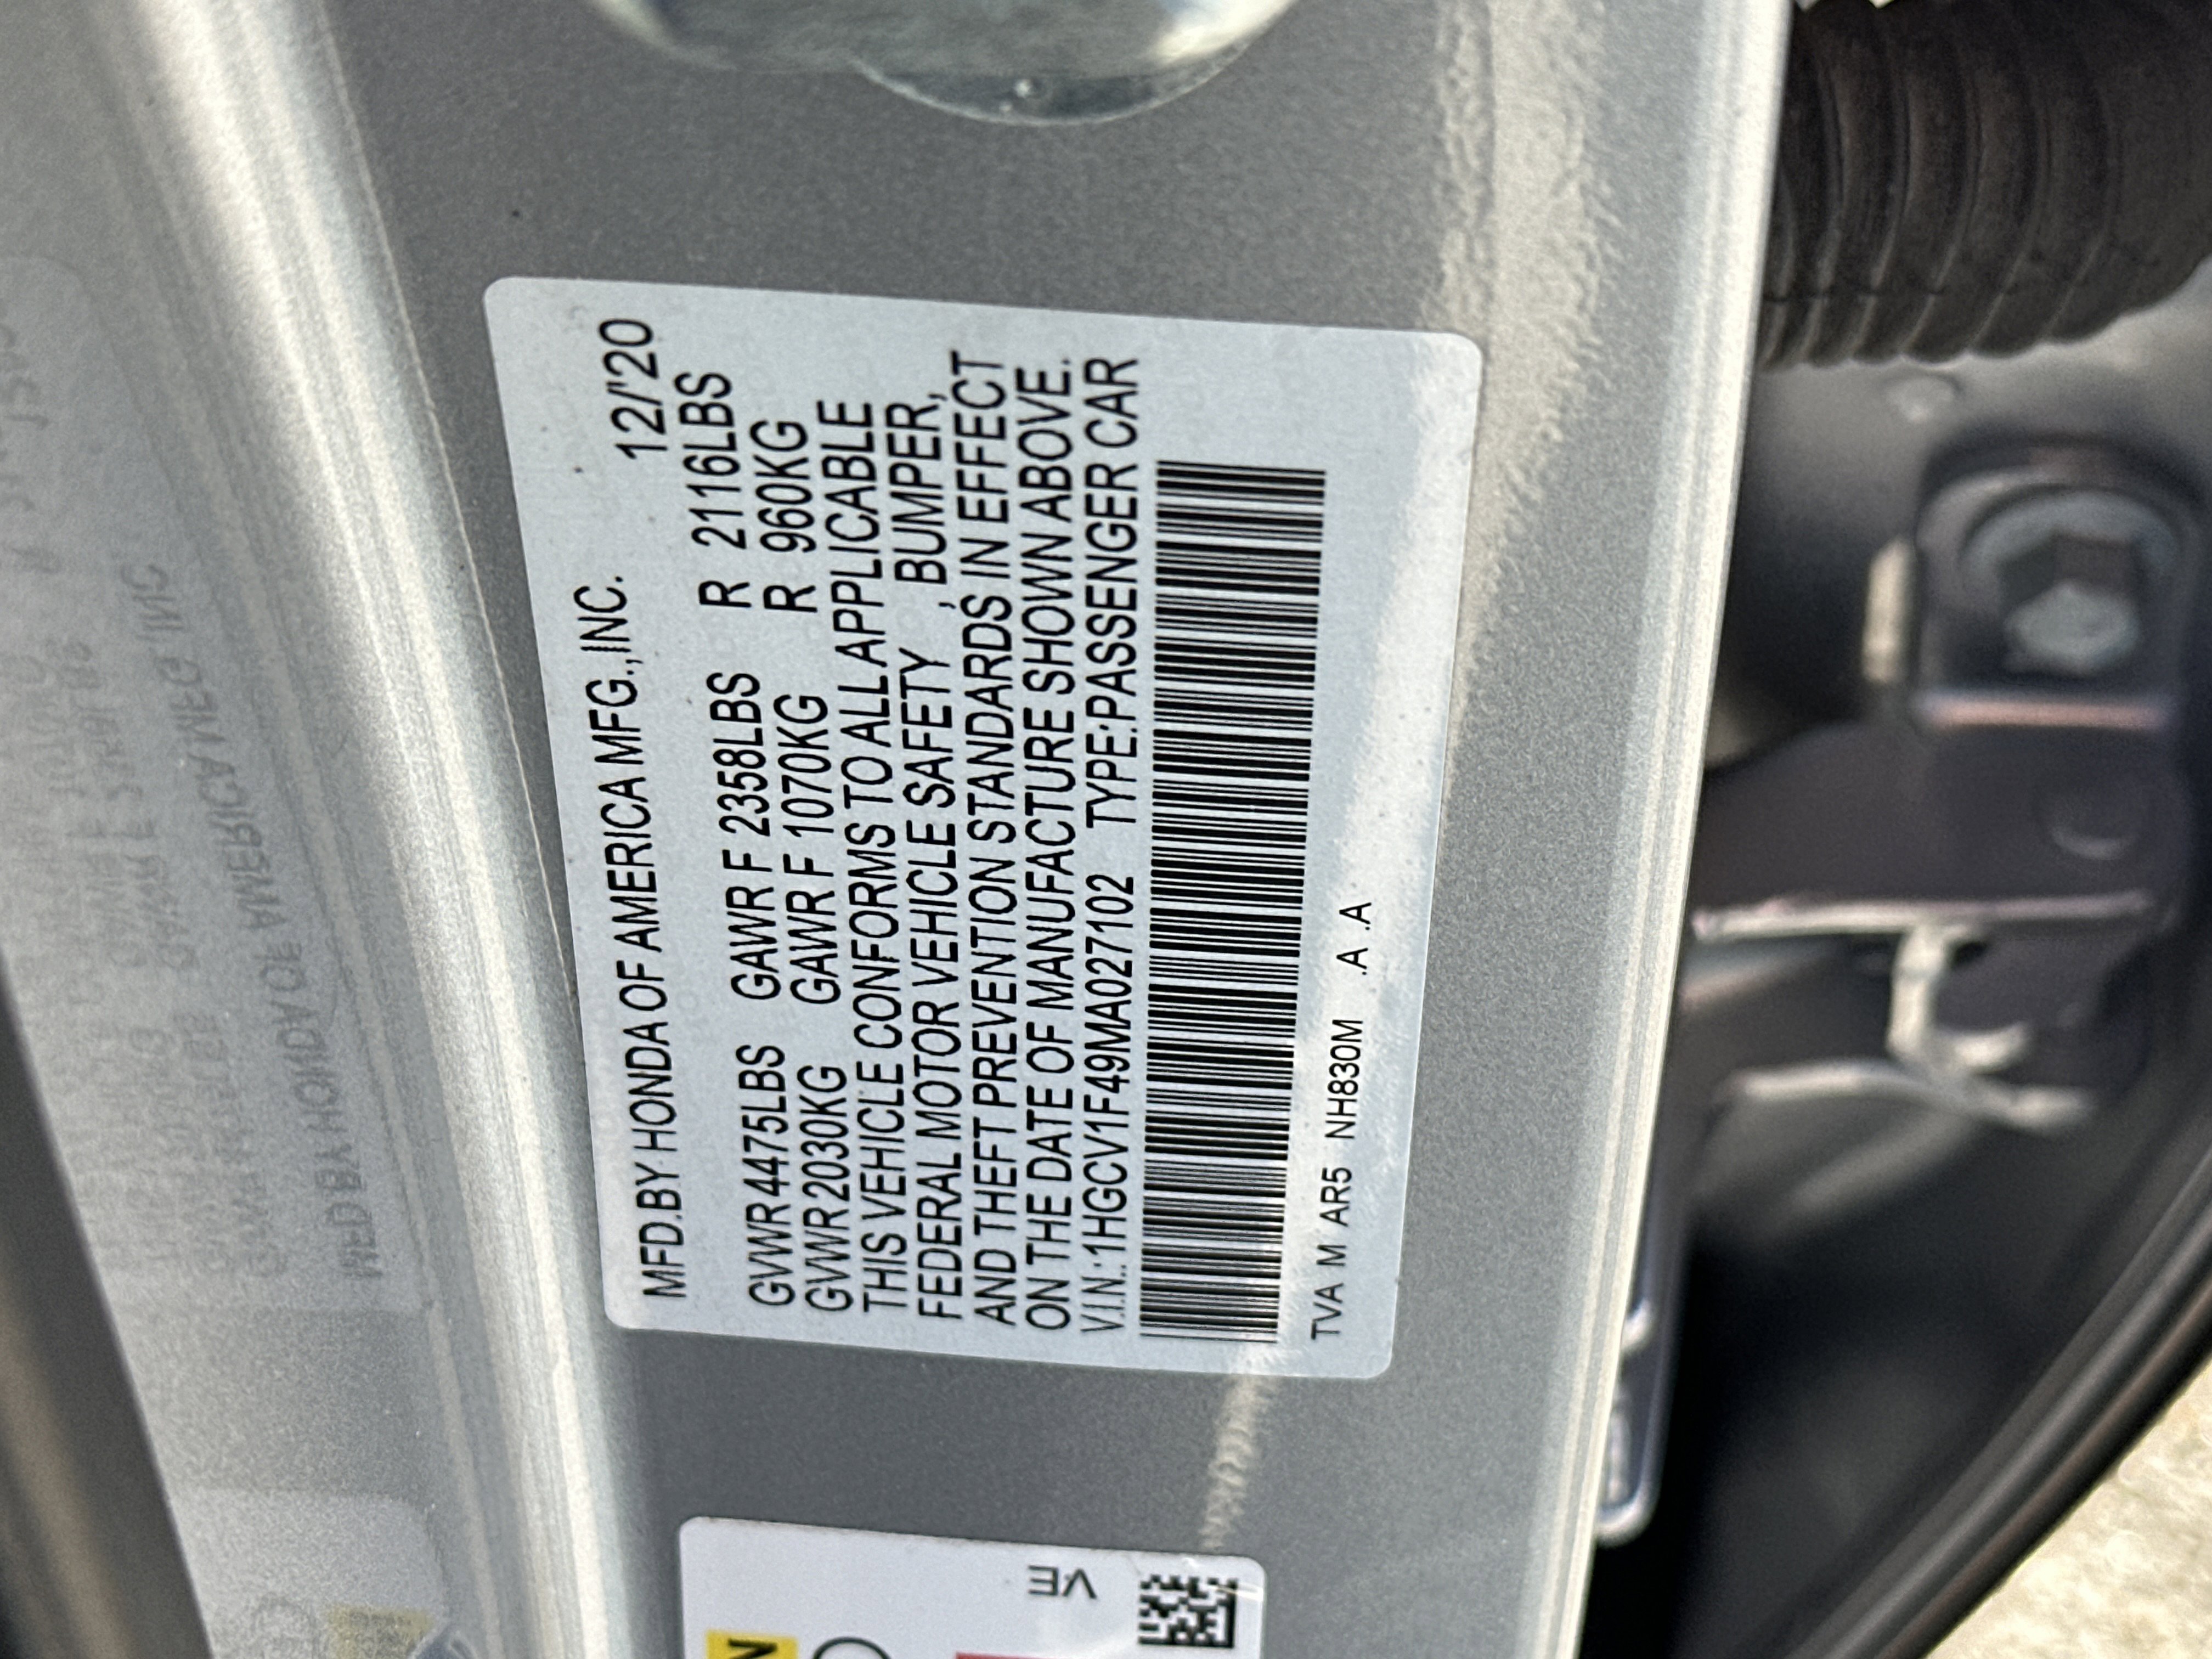 MFD.BY HONDA OF AMERICA MFG.,INC. 12/'20
GVWR 4475LBS GAWR F 2358LBS R 2116LBS
GVWR 2030KG GAWR F 1070KG R 960KG
THIS VEHICLE CONFORMS TO ALL APPLICABLE
FEDERAL MOTOR VEHICLE SAFETY , BUMPER,
AND THEFT PREVENTION STANDARDS IN EFFECT
ON THE DATE OF MANUFACTURE SHOWN ABOVE.
V.I.N.:1HGCV1F49MA027102 TYPE:PASSENGER CAR
TVA M AR5 NH830M .A .A
VE